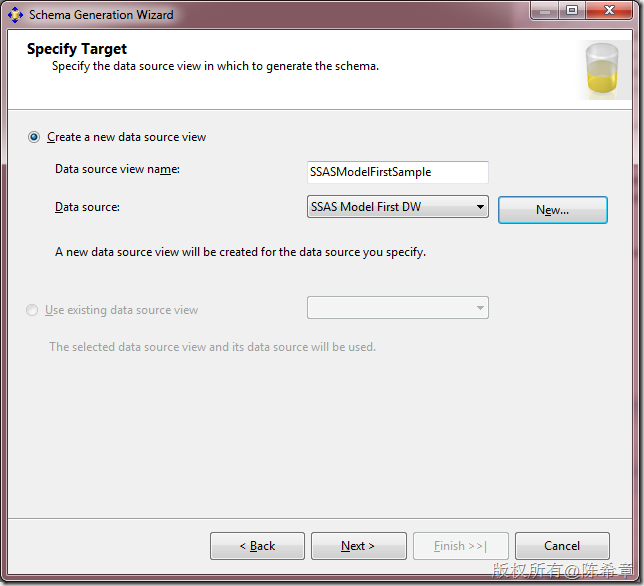 Schema Generation Wizard
Specify Target
Specify the data source view in which to generate the schema.
Create a new data source view
Data source view name:
SSASModelFirstSample
Data source:
SSAS Model First DW
New...
A new data source view will be created for the data source you specify.
Use existing data source view
The selected data source view and its data source will be used.
< Back
Next >
Finish >>|
Cancel
版权所有@陈希章